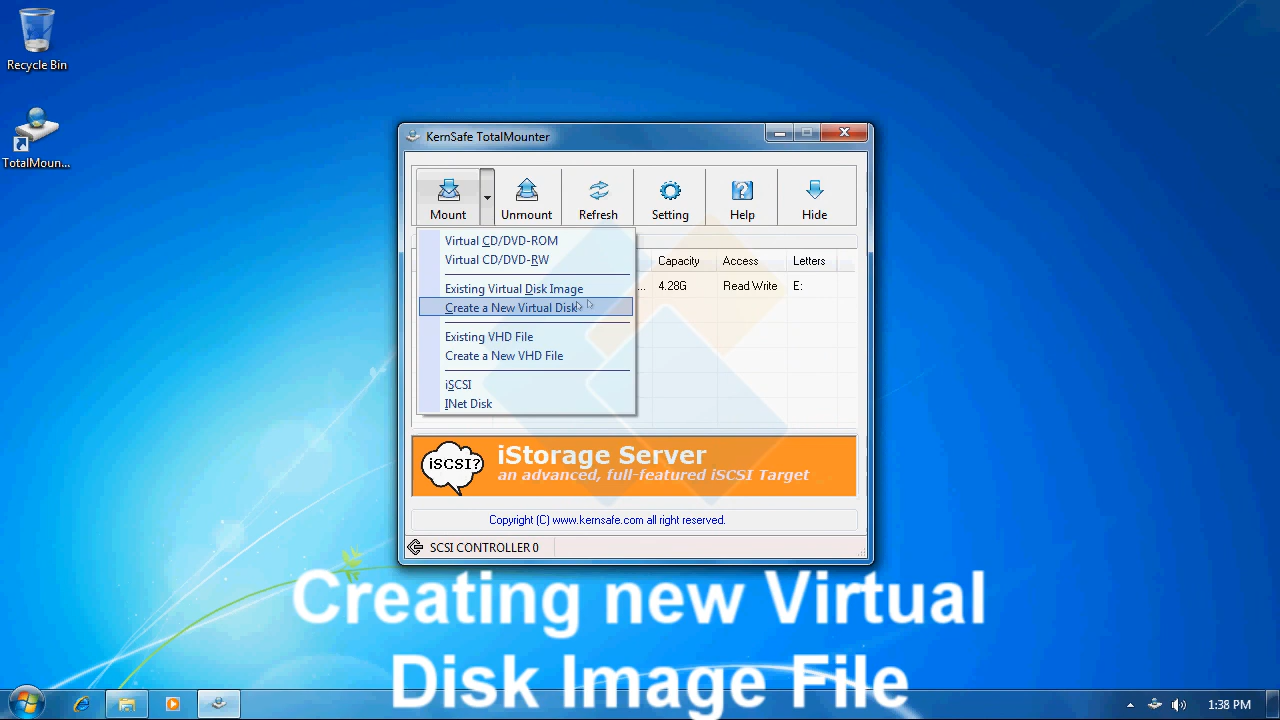 Recycle Bin
TotalMoun...
KernSafe TotalMounter
Mount
Unmount
Refresh
Setting
Help
Hide
Virtual CD/DVD-ROM
Virtual CD/DVD-RW
Existing Virtual Disk Image
Create a New Virtual Disk
Existing VHD File
Create a New VHD File
iSCSI
INet Disk
Capacity
Access
Letters
...
4.28G
Read Write
E:
iSCSI?
iStorage Server
an advanced, full-featured iSCSI Target
Copyright (C) www.kernsafe.com all right reserved.
SCSI CONTROLLER 0
Creating new Virtual
Disk Image File
1:38 PM